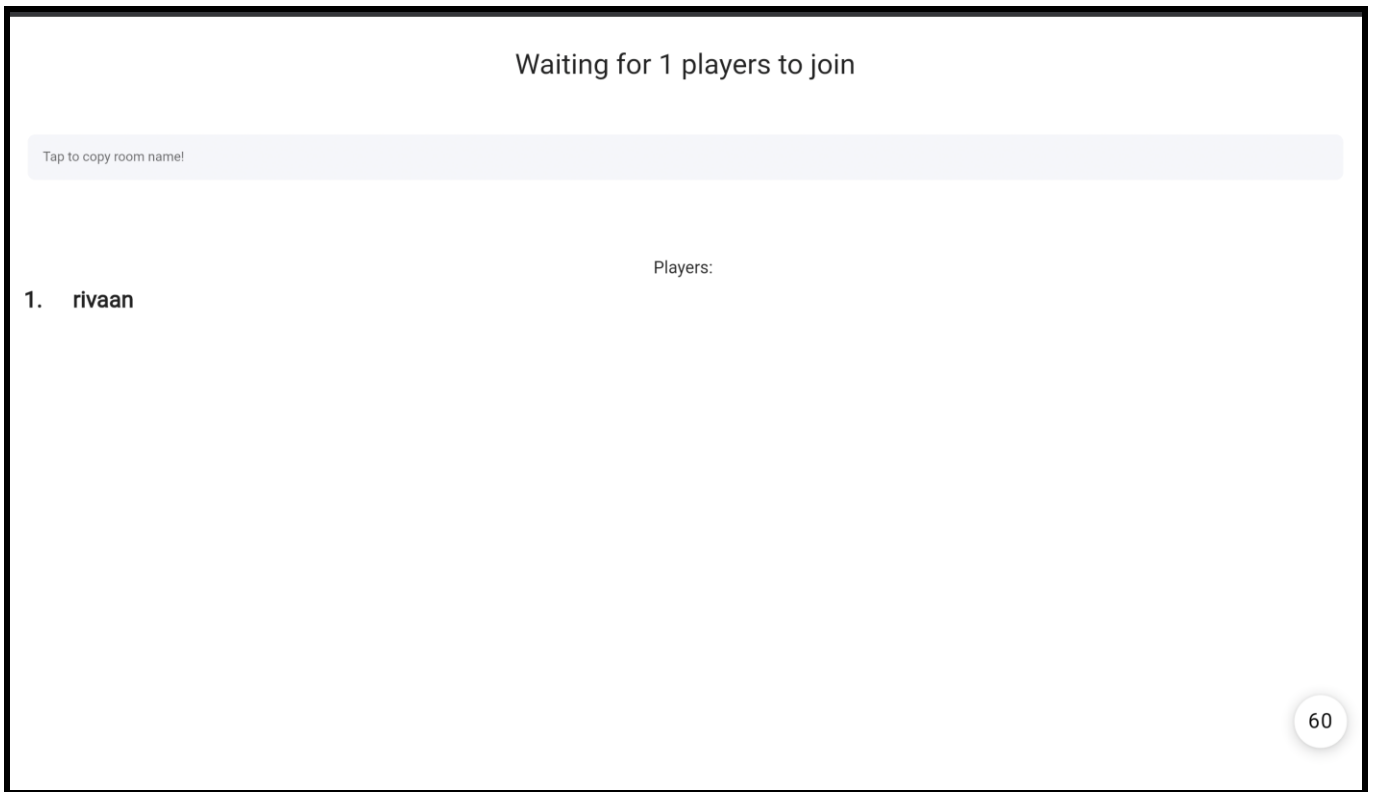 Waiting for 1 players to join
Tap to copy room name!
Players:
1. rivaan
60